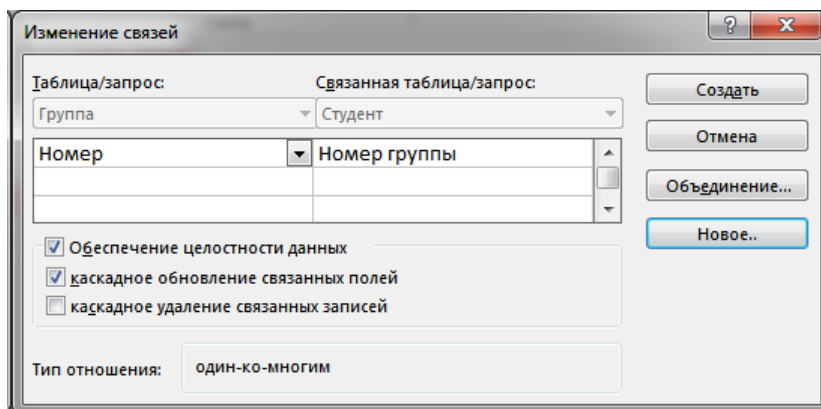 Изменение связей
Таблица/запрос: Связанная таблица/запрос:
Группа Студент
Номер Номер группы
Обеспечение целостности данных
каскадное обновление связанных полей
каскадное удаление связанных записей
Тип отношения: один-ко-многим
?
Создать
Отмена
Объединение...
Новое..